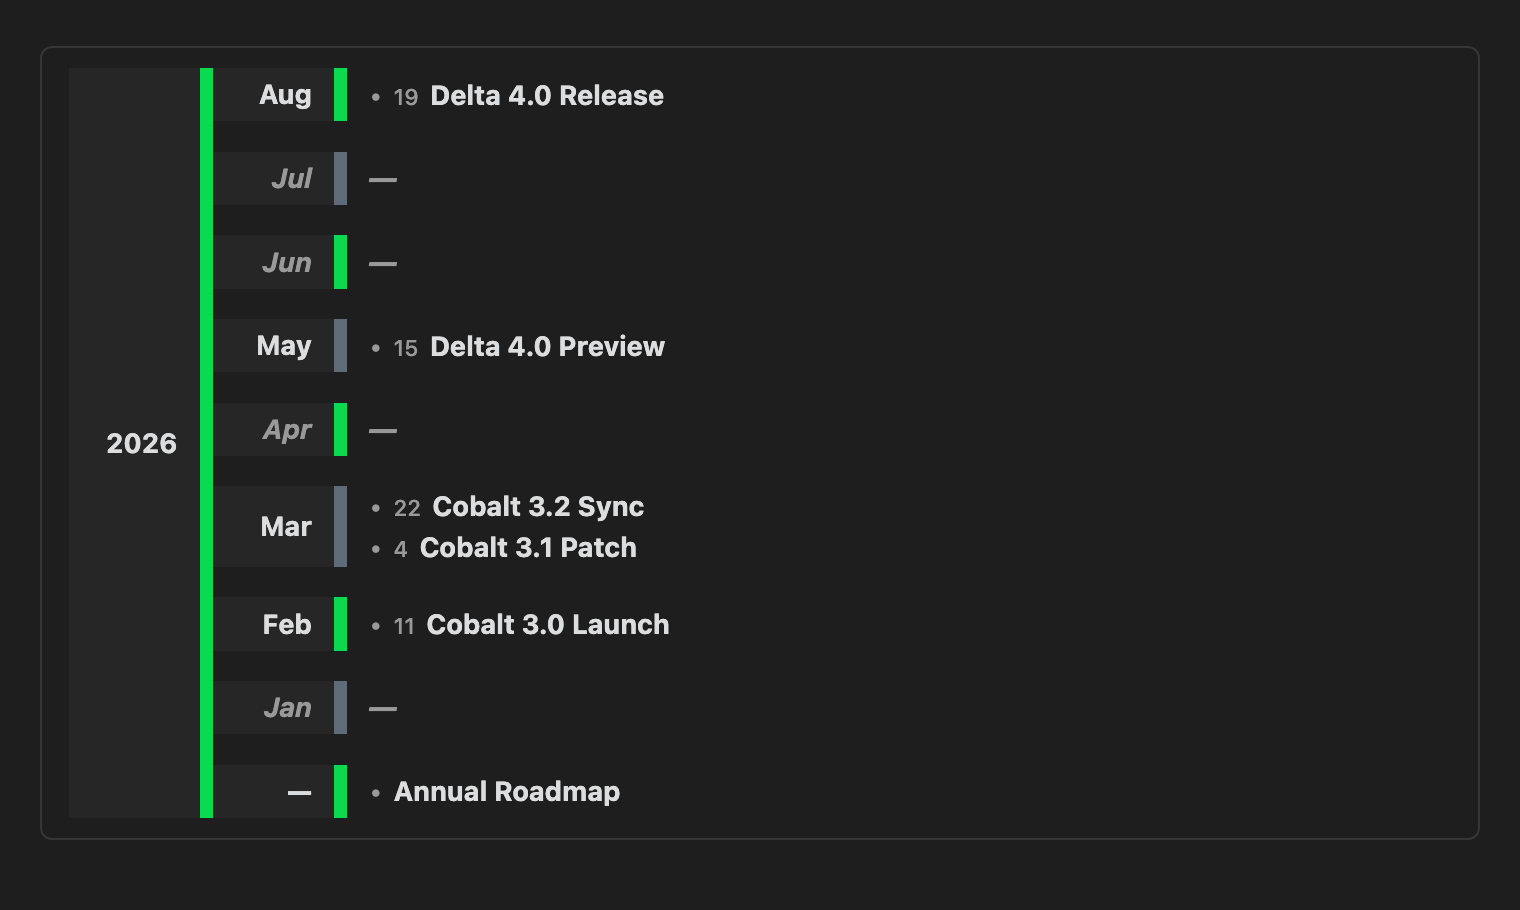 2026
Aug
• 19 Delta 4.0 Release
Jul
—
Jun
—
May
• 15 Delta 4.0 Preview
Apr
—
Mar
• 22 Cobalt 3.2 Sync
• 4 Cobalt 3.1 Patch
Feb
• 11 Cobalt 3.0 Launch
Jan
—
—
• Annual Roadmap